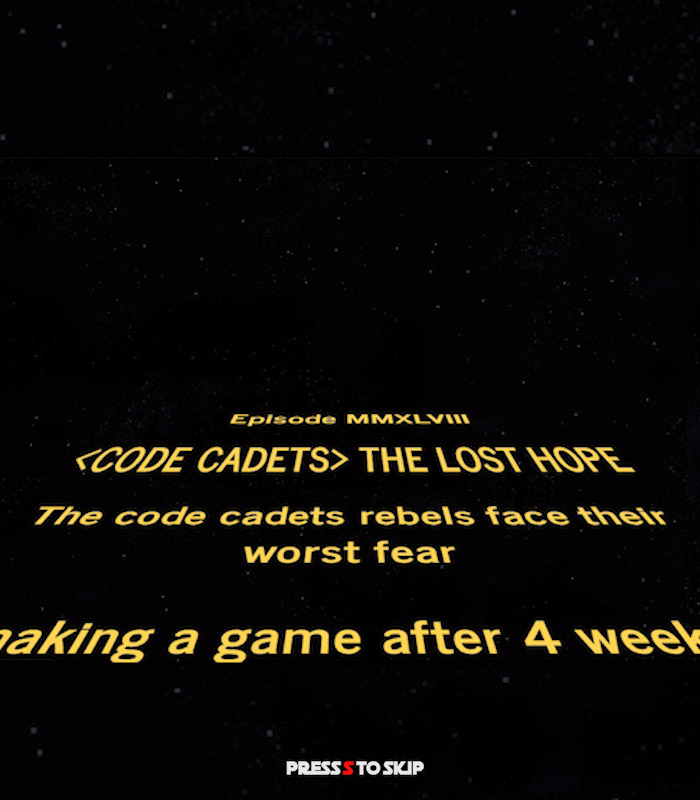 Episode MMXLVIII
<CODE CADETS> THE LOST HOPE
The code cadets rebels face their
worst fear
making a game after 4 week
PRESS S TO SKIP